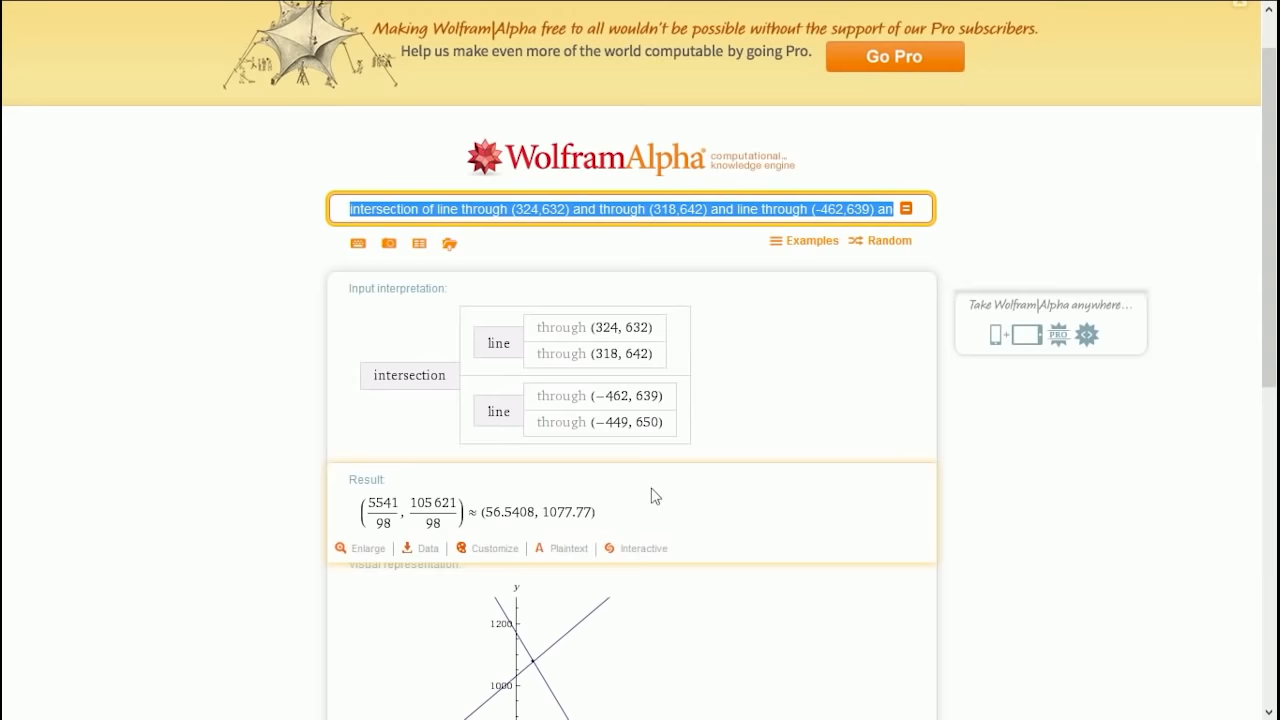 Making Wolfram|Alpha free to all wouldn't be possible without the support of our Pro subscribers.
Help us make even more of the world computable by going Pro.
Go Pro
WolframAlpha computational knowledge engine
intersection of line through (324,632) and through (318,642) and line through (-462,639) an
Examples Random
Input interpretation:
Take Wolfram|Alpha anywhere...
PRO
intersection
line
through (324, 632)
through (318, 642)
line
through (−462, 639)
through (−449, 650)
Result:
(5541/98, 105 621/98) ≈ (56.5408, 1077.77)
Enlarge | Data | Customize | A Plaintext | Interactive
Visual representation:
y
1200
1000